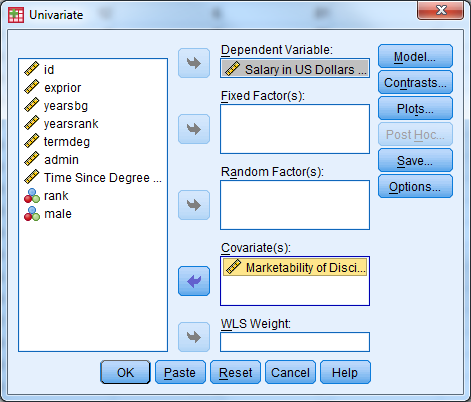 Univariate
id
exprior
yearsbg
yearsrank
termdeg
admin
Time Since Degree ...
rank
male
Dependent Variable:
Salary in US Dollars ...
Fixed Factor(s):
Random Factor(s):
Covariate(s):
Marketability of Disci...
WLS Weight:
Model...
Contrasts...
Plots...
Post Hoc...
Save...
Options...
OK
Paste
Reset
Cancel
Help